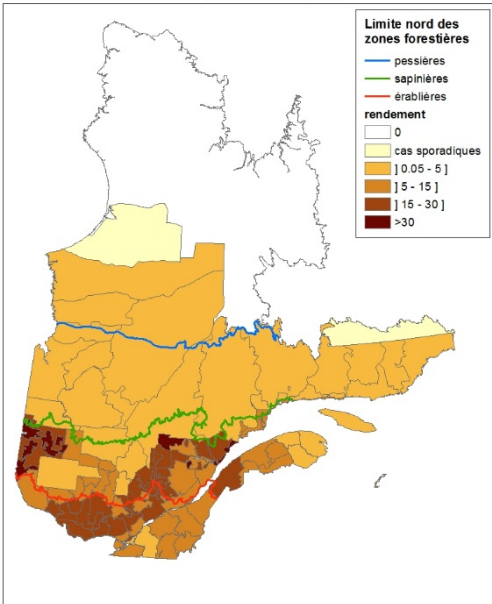 Limite nord des
zones forestières
pessières
sapinières
érablières
rendement
0
cas sporadiques
] 0.05 - 5 ]
] 5 - 15 ]
] 15 - 30 ]
>30